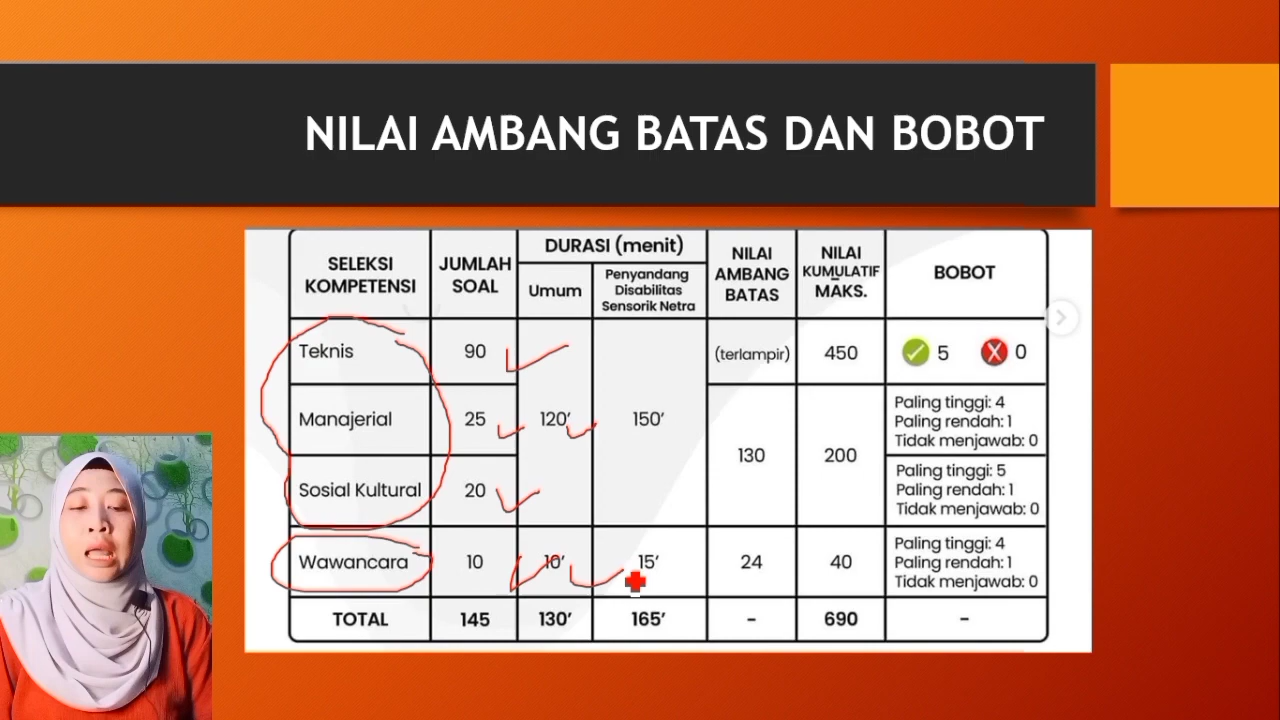 NILAI AMBANG BATAS DAN BOBOT
SELEKSI KOMPETENSI
JUMLAH SOAL
DURASI (menit)
Umum
Penyandang Disabilitas Sensorik Netra
NILAI AMBANG BATAS
NILAI KUMULATIF MAKS.
BOBOT
Teknis
90
120'
150'
(terlampir)
450
5
0
Manajerial
25
130
200
Paling tinggi: 4
Paling rendah: 1
Tidak menjawab: 0
Sosial Kultural
20
Paling tinggi: 5
Paling rendah: 1
Tidak menjawab: 0
Wawancara
10
10'
15'
24
40
Paling tinggi: 4
Paling rendah: 1
Tidak menjawab: 0
TOTAL
145
130'
165'
-
690
-